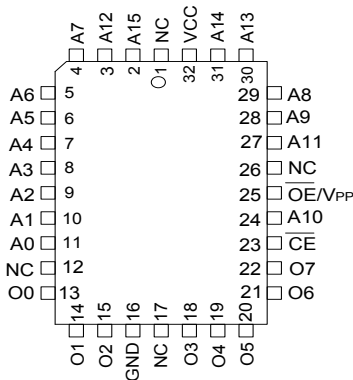 A7 A12 A15 NC VCC A14 A13
4 3 2 1 32 31 30
A6 5 29 A8
A5 6 28 A9
A4 7 27 A11
A3 8 26 NC
A2 9 25 OE/VPP
A1 10 24 A10
A0 11 23 CE
NC 12 22 O7
O0 13 21 O6
14 15 16 17 18 19 20
O1 O2 GND NC O3 O4 O5